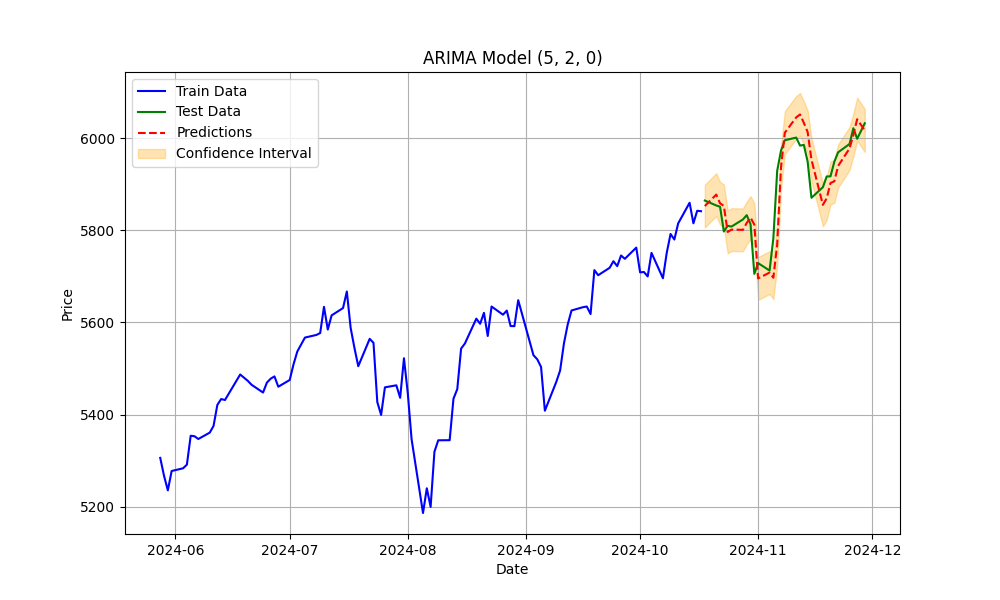 ARIMA Model (5, 2, 0)
Train Data
Test Data
Predictions
Confidence Interval
6000
5800
5600
5400
5200
Price
2024-06 2024-07 2024-08 2024-09 2024-10 2024-11 2024-12
Date